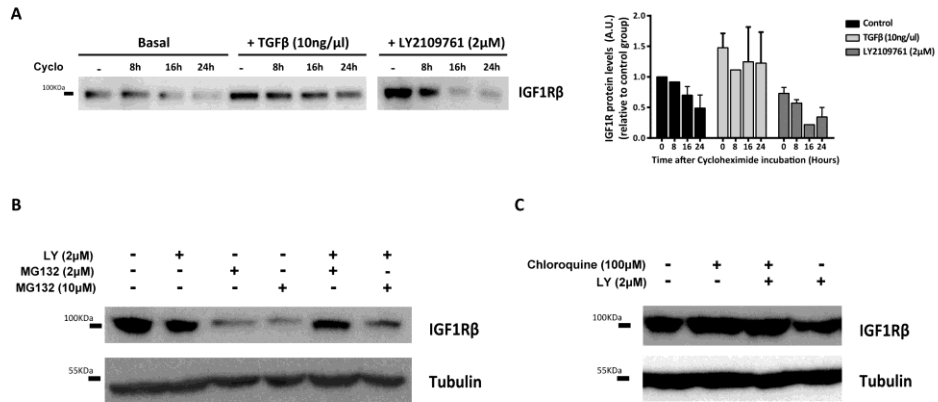 A
Basal
+ TGFβ (10ng/µl)
+ LY2109761 (2µM)
Cyclo - 8h 16h 24h - 8h 16h 24h - 8h 16h 24h
100KDa
IGF1Rβ
IGF1R protein levels (A.U.)
(relative to control group)
2.0
1.5
1.0
0.5
0.0
0 8 16 24 0 8 16 24 0 8 16 24
Time after Cycloheximide incubation (Hours)
Control
TGFβ (10ng/ul)
LY2109761 (2µM)
B
LY (2µM) - + - - + +
MG132 (2µM) - - + - + -
MG132 (10µM) - - - + - +
100KDa
IGF1Rβ
55KDa
Tubulin
C
Chloroquine (100µM) - + + -
LY (2µM) - - + +
100KDa
IGF1Rβ
55KDa
Tubulin